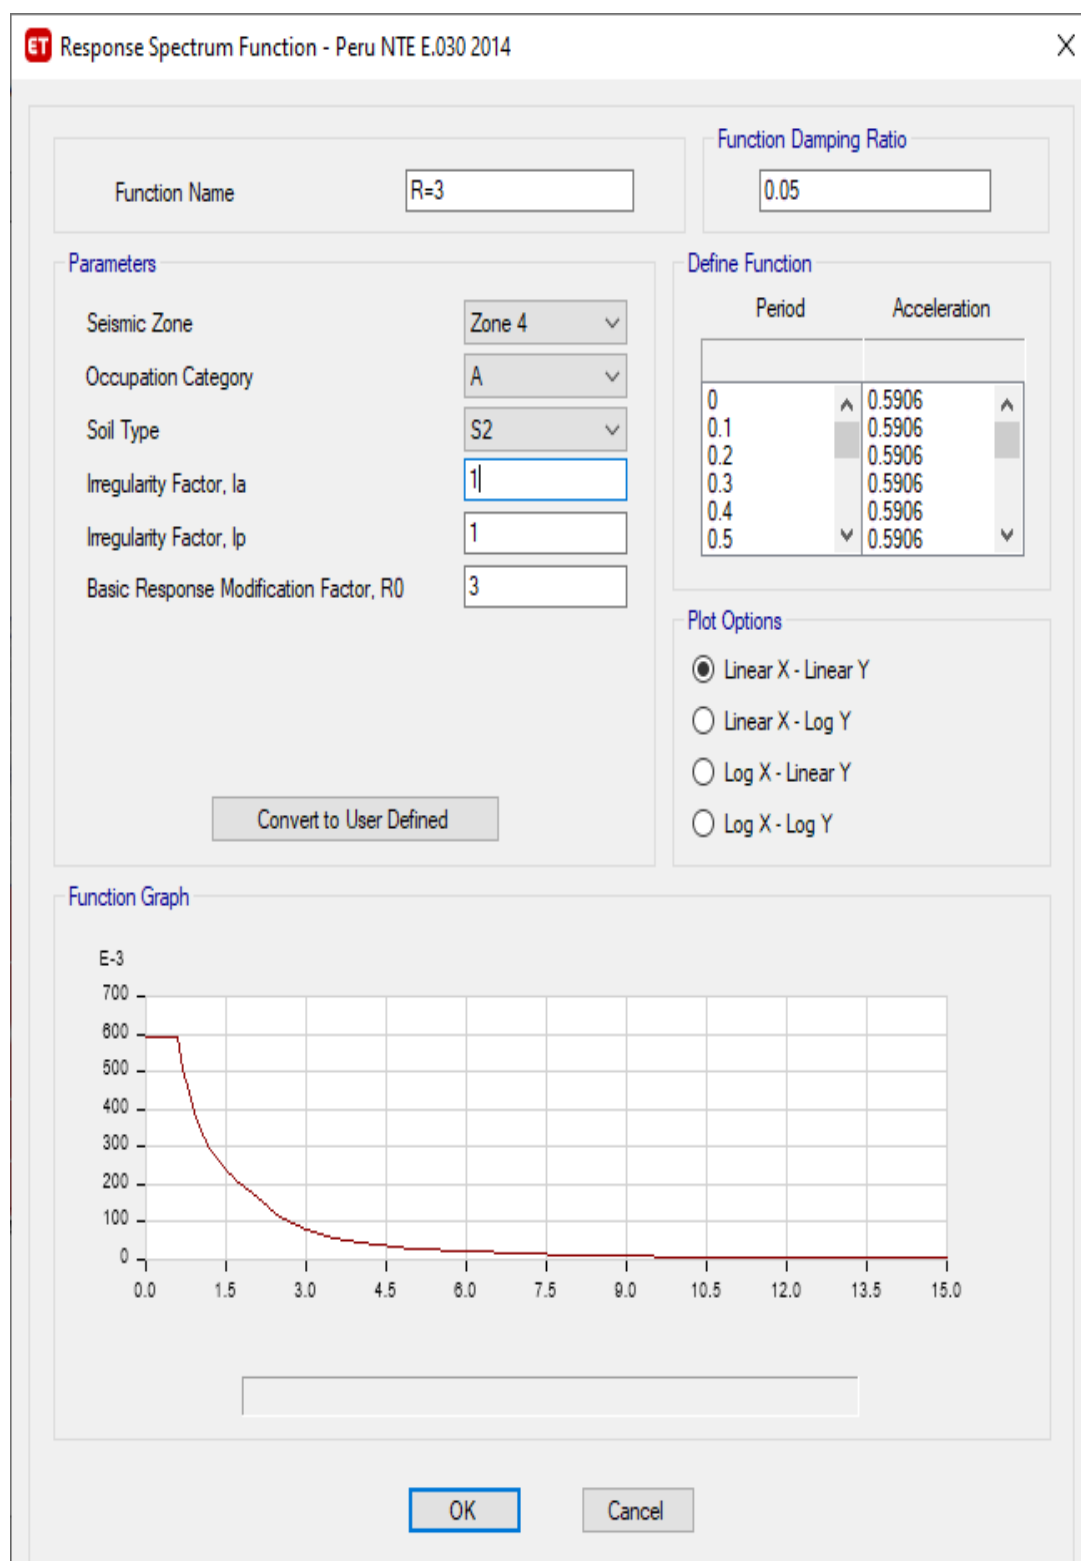 ET Response Spectrum Function - Peru NTE E.030 2014
Function Name R=3
Function Damping Ratio
0.05
Parameters
Seismic Zone Zone 4
Occupation Category A
Soil Type S2
Irregularity Factor, Ia 1
Irregularity Factor, Ip 1
Basic Response Modification Factor, R0 3
Convert to User Defined
Define Function
Period Acceleration
0 0.5906
0.1 0.5906
0.2 0.5906
0.3 0.5906
0.4 0.5906
0.5 0.5906
Plot Options
Linear X - Linear Y
Linear X - Log Y
Log X - Linear Y
Log X - Log Y
Function Graph
E-3
700
600
500
400
300
200
100
0
0.0 1.5 3.0 4.5 6.0 7.5 9.0 10.5 12.0 13.5 15.0
OK Cancel